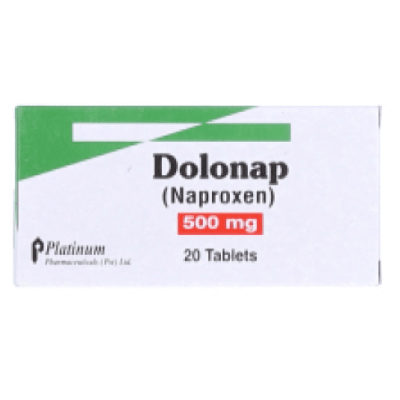 Dolonap
(Naproxen)
500 mg
20 Tablets
Platinum
Pharmaceuticals (Pvt) Ltd.